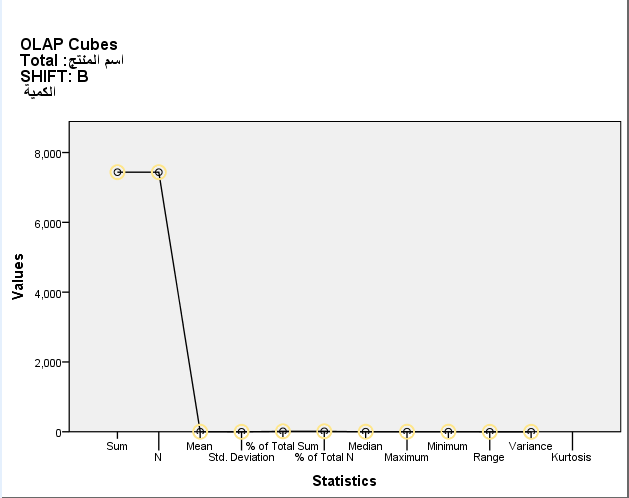 OLAP Cubes
اسم المنتج: Total
SHIFT: B
الكمية
8,000
6,000
4,000
2,000
0
Values
Sum
N
Mean
Std. Deviation
% of Total Sum
% of Total N
Median
Maximum
Minimum
Range
Variance
Kurtosis
Statistics